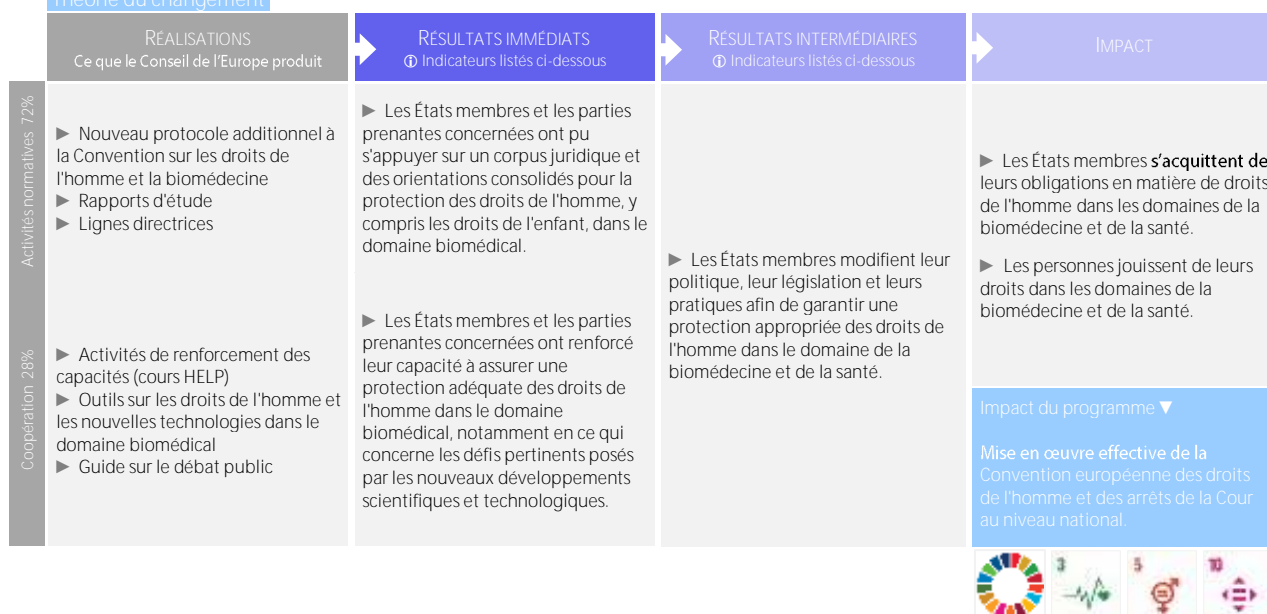 Théorie du changement
RÉALISATIONS
Ce que le Conseil de l'Europe produit
RÉSULTATS IMMÉDIATS
Indicateurs listés ci-dessous
RÉSULTATS INTERMÉDIAIRES
Indicateurs listés ci-dessous
IMPACT
Activités normatives 72%
► Nouveau protocole additionnel à
la Convention sur les droits de
l'homme et la biomédecine
► Rapports d'étude
► Lignes directrices
Coopération 28%
► Activités de renforcement des
capacités (cours HELP)
► Outils sur les droits de l'homme et
les nouvelles technologies dans le
domaine biomédical
► Guide sur le débat public
► Les États membres et les parties
prenantes concernées ont pu
s'appuyer sur un corpus juridique et
des orientations consolidés pour la
protection des droits de l'homme, y
compris les droits de l'enfant, dans le
domaine biomédical.
► Les États membres et les parties
prenantes concernées ont renforcé
leur capacité à assurer une
protection adéquate des droits de
l'homme dans le domaine
biomédical, notamment en ce qui
concerne les défis pertinents posés
par les nouveaux développements
scientifiques et technologiques.
► Les États membres modifient leur
politique, leur législation et leurs
pratiques afin de garantir une
protection appropriée des droits de
l'homme dans le domaine de la
biomédecine et de la santé.
► Les États membres s'acquittent de
leurs obligations en matière de droits
de l'homme dans les domaines de la
biomédecine et de la santé.
► Les personnes jouissent de leurs
droits dans les domaines de la
biomédecine et de la santé.
Impact du programme ▼
Mise en œuvre effective de la
Convention européenne des droits
de l'homme et des arrêts de la Cour
au niveau national.
3
5
10